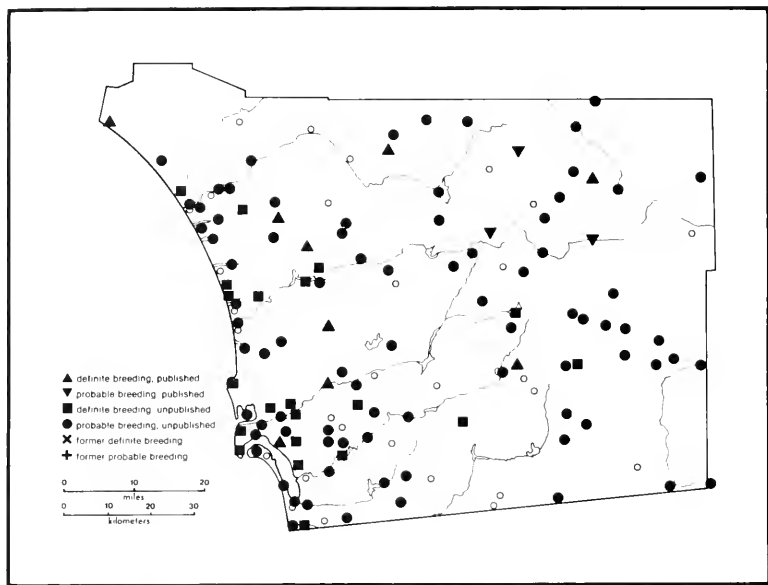 definite breeding, published
probable breeding published
definite breeding unpublished
probable breeding, unpublished
former definite breeding
former probable breeding
0 10 20
miles
0 10 20 30
kilometers